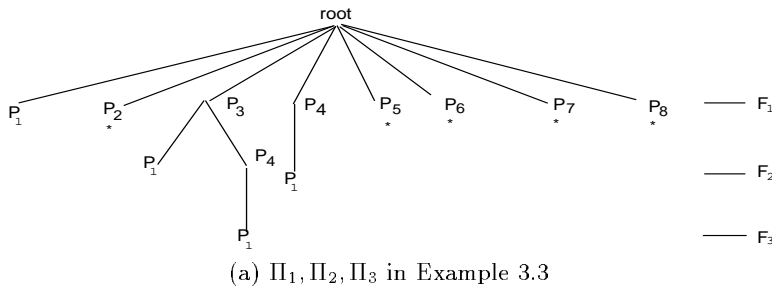 root
P₁ P₂ P₃ P₄ P₅ P₆ P₇ P₈ F₁
* * * * *
P₁ P₄ P₁ F₂
P₁ F₃
(a) Π₁, Π₂, Π₃ in Example 3.3